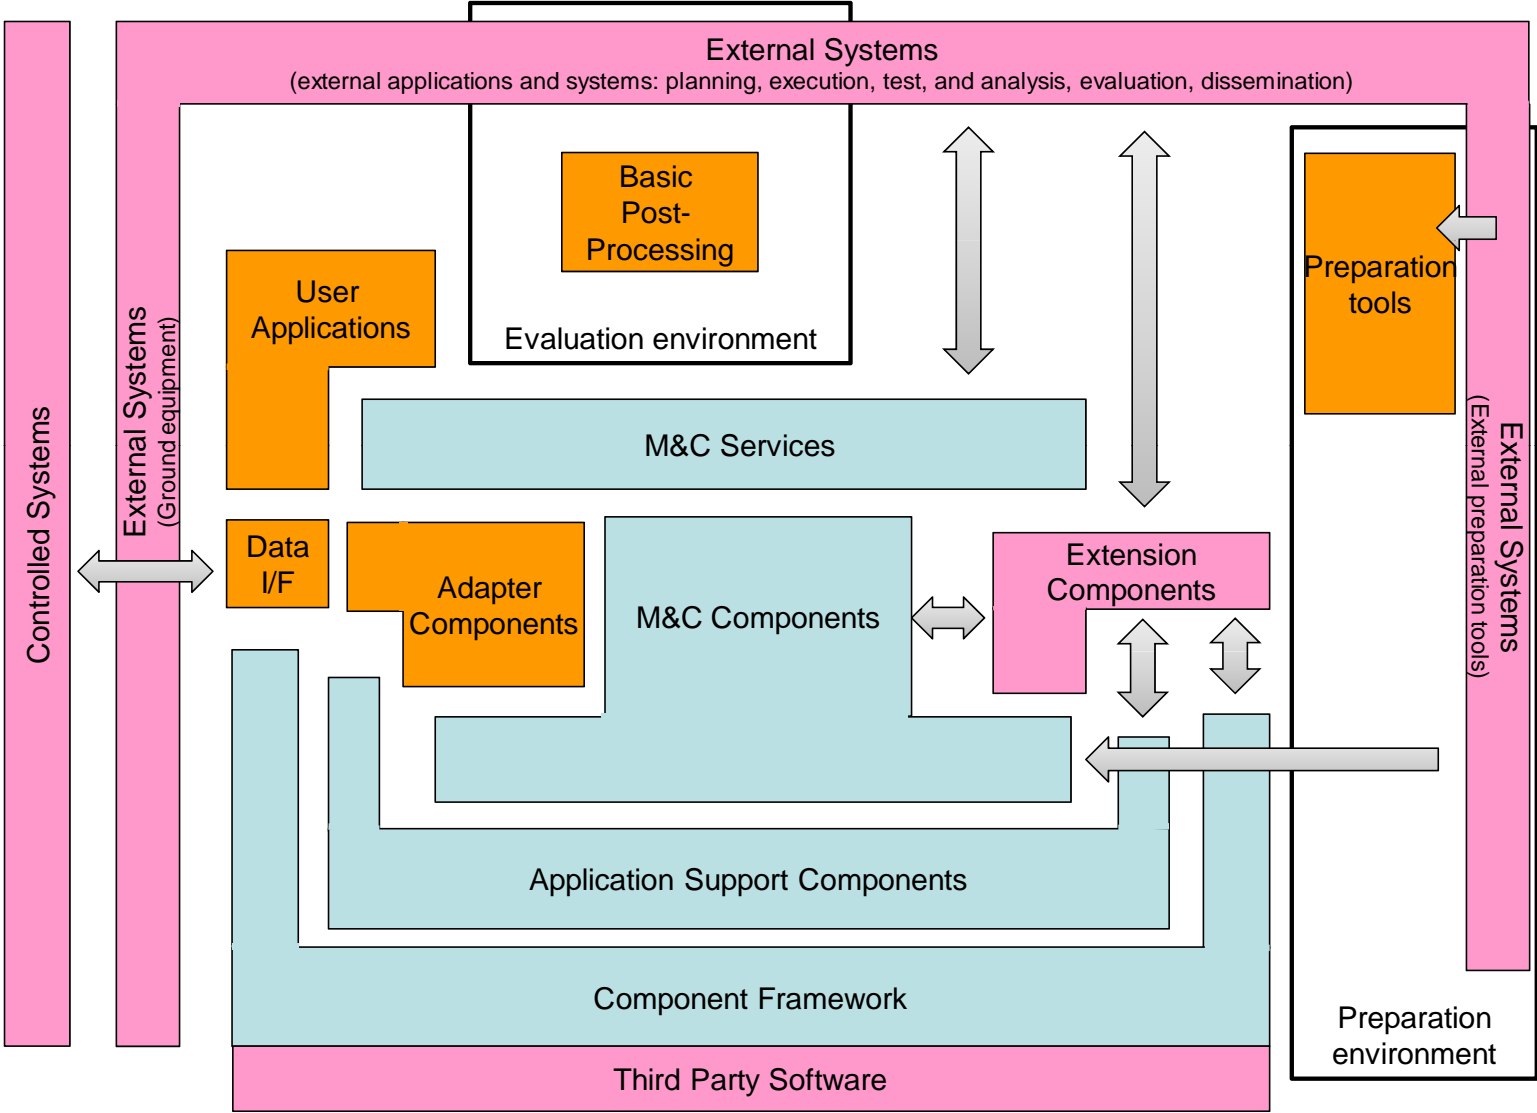 External Systems
(external applications and systems: planning, execution, test, and analysis, evaluation, dissemination)
Basic
Post-
Processing
Evaluation environment
User
Applications
Preparation
tools
Controlled Systems
External Systems
(Ground equipment)
M&C Services
External Systems
(External preparation tools)
Data
I/F
Adapter
Components
M&C Components
Extension
Components
Application Support Components
Component Framework
Preparation
environment
Third Party Software